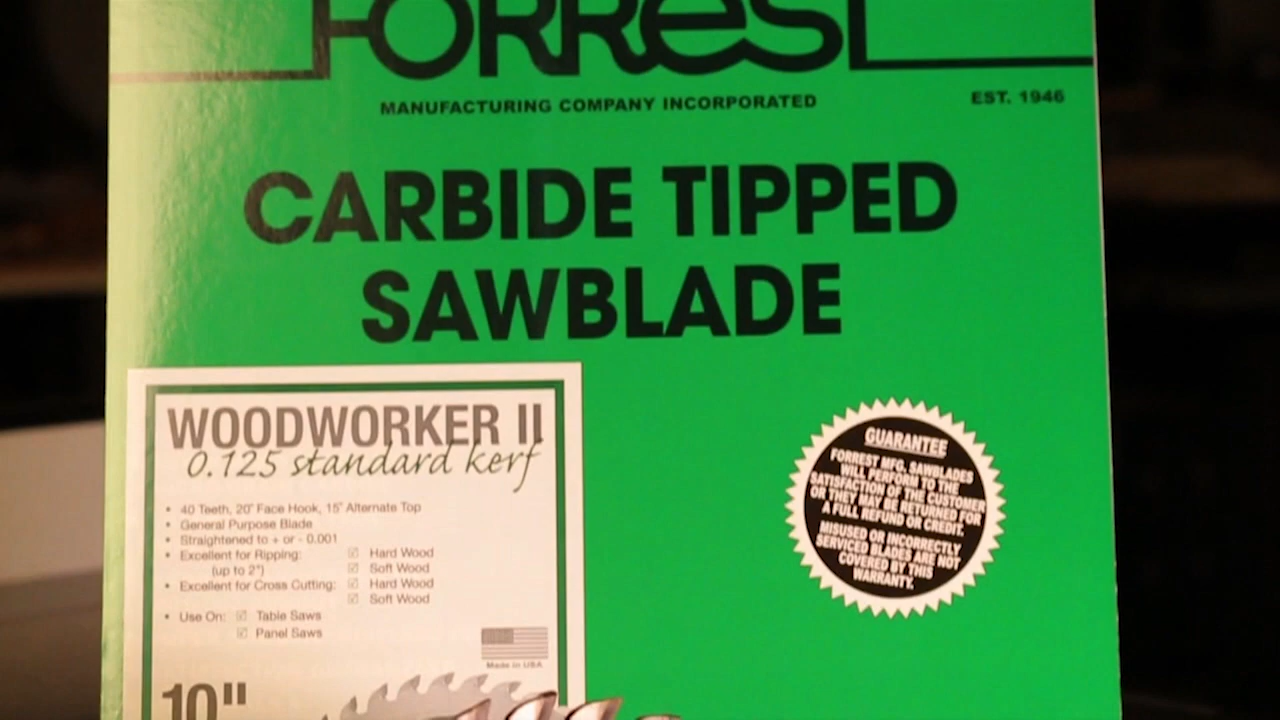 FORREST
MANUFACTURING COMPANY INCORPORATED
EST. 1946
CARBIDE TIPPED
SAWBLADE
WOODWORKER II
0.125 standard kerf
• 40 Teeth, 20° Face Hook, 15° Alternate Top
• General Purpose Blade
• Straightened to + or - 0.001
• Excellent for Ripping: ☑ Hard Wood
(up to 2") ☑ Soft Wood
• Excellent for Cross Cutting: ☑ Hard Wood
☑ Soft Wood
• Use On: ☑ Table Saws
☑ Panel Saws
Made in USA
10"
GUARANTEE
FORREST MFG. SAWBLADES
WILL PERFORM TO THE
SATISFACTION OF THE CUSTOMER
OR THEY MAY BE RETURNED FOR
A FULL REFUND OR CREDIT.
MISUSED OR INCORRECTLY
SERVICED BLADES ARE NOT
COVERED BY THIS
WARRANTY.